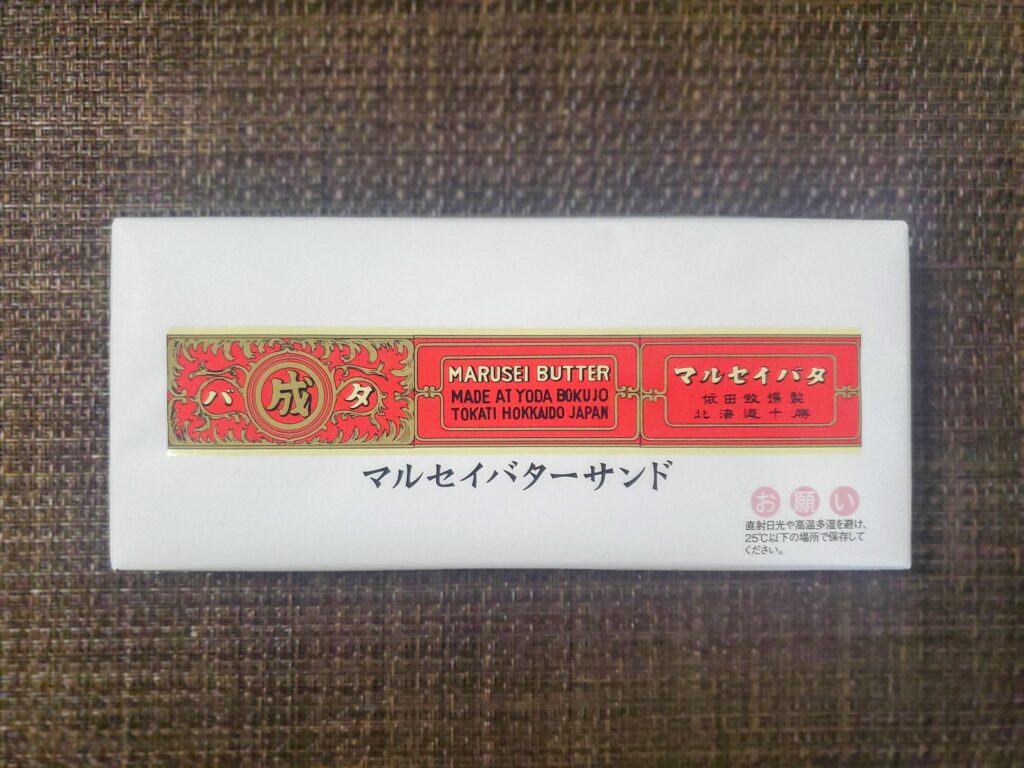 バ 成 タ
MARUSEI BUTTER
MADE AT YODA BOKUJO
TOKATI HOKKAIDO JAPAN
マルセイバタ
依田牧場製
北海道十勝
マルセイバターサンド
お願い
直射日光や高温多湿を避け、
25℃以下の場所で保存して
ください。